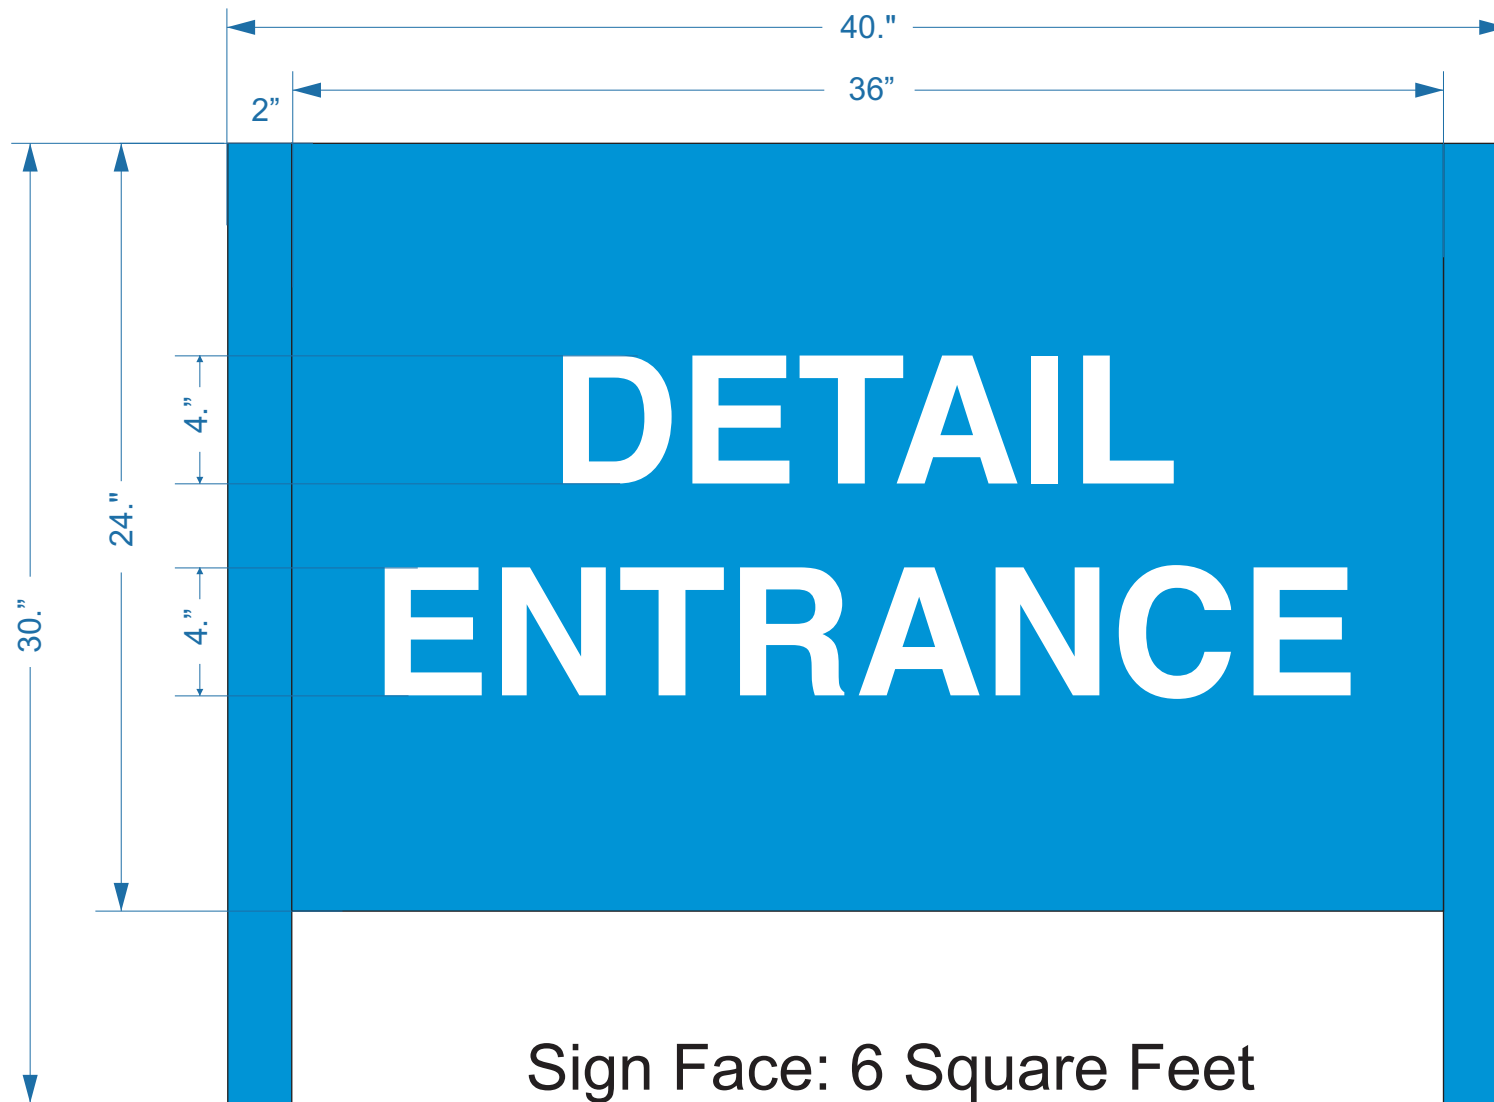 40."
36”
2”
DETAIL
4.”
24."
ENTRANCE
4.”
30.”
Sign Face: 6 Square Feet